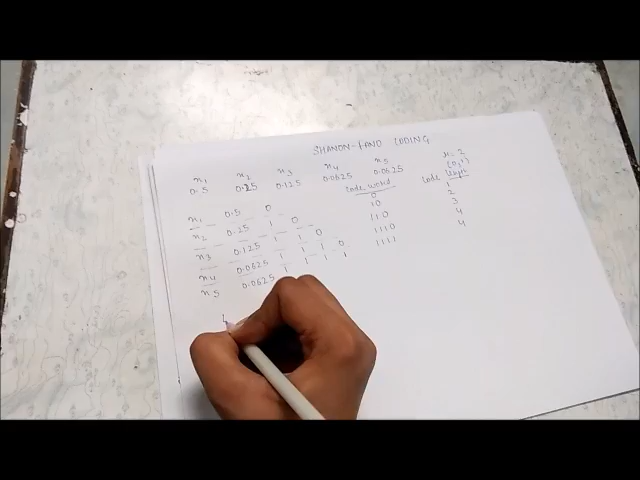 SHANON-FANO CODING
x1 x2 x3 x4 x5 r = 2
0.5 0.25 0.125 0.0625 0.0625 (0,1)
Code word Code length
x1 0.5 0 0 1
x2 0.25 1 0 10 2
x3 0.125 1 1 0 110 3
x4 0.0625 1 1 1 0 1110 4
x5 0.0625 1 1 1 1111 4